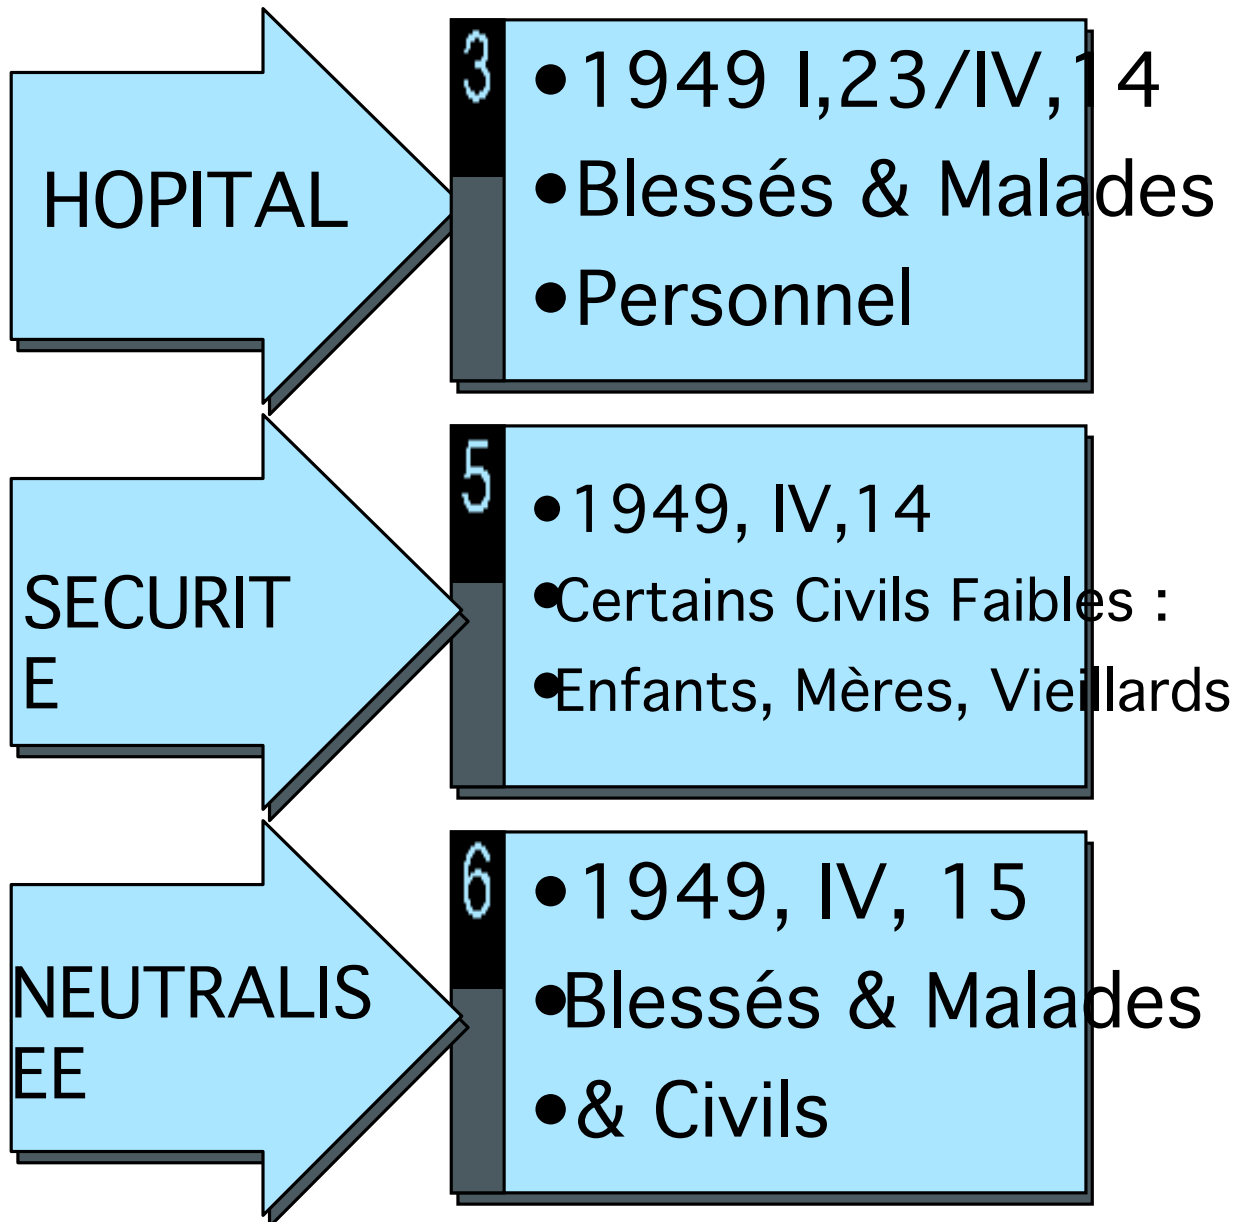 HOPITAL
3
•1949 I,23/IV,14
•Blessés & Malades
•Personnel
SECURIT
E
5
•1949, IV,14
•Certains Civils Faibles :
•Enfants, Mères, Vieillards
NEUTRALIS
EE
6
•1949, IV, 15
•Blessés & Malades
•& Civils